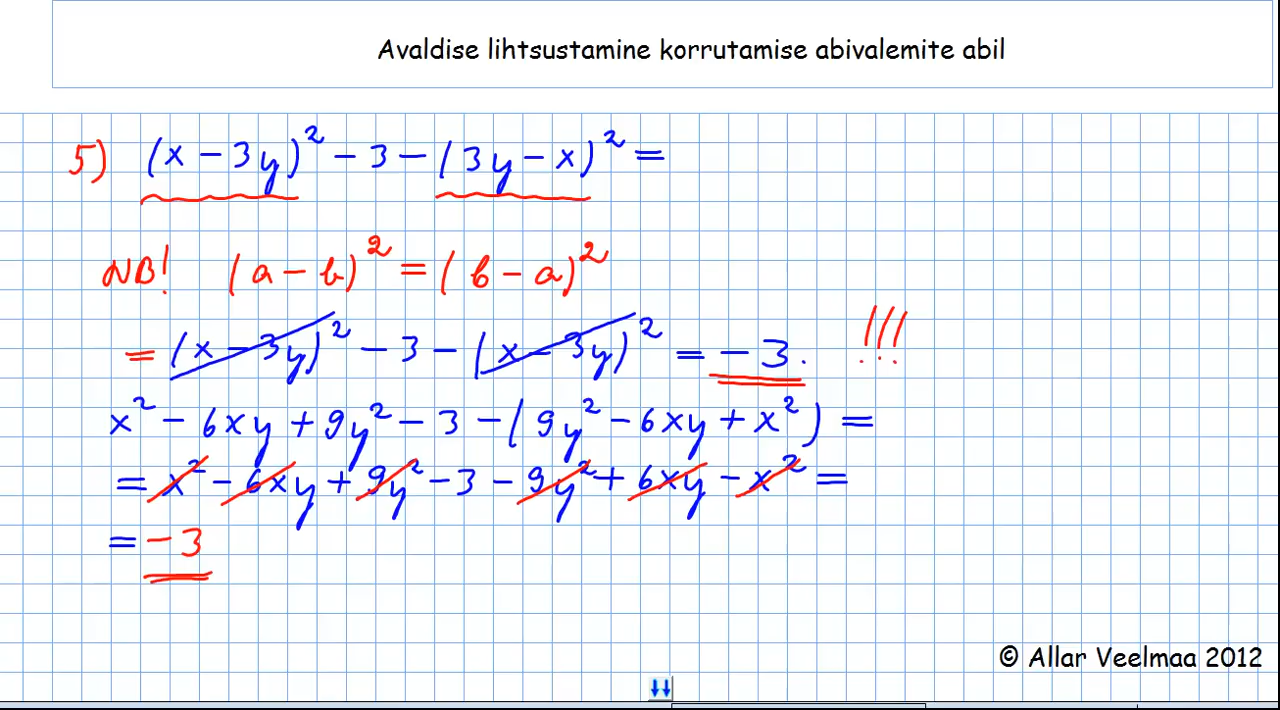 Avaldise lihtsustamine korrutamise abivalemite abil
5) (x - 3y)² - 3 - (3y - x)² =
NB! (a - b)² = (b - a)²
= (x - 3y)² - 3 - (x - 3y)² = -3. !!!
x² - 6xy + 9y² - 3 - (9y² - 6xy + x²) =
= x² - 6xy + 9y² - 3 - 9y² + 6xy - x² =
= -3
© Allar Veelmaa 2012